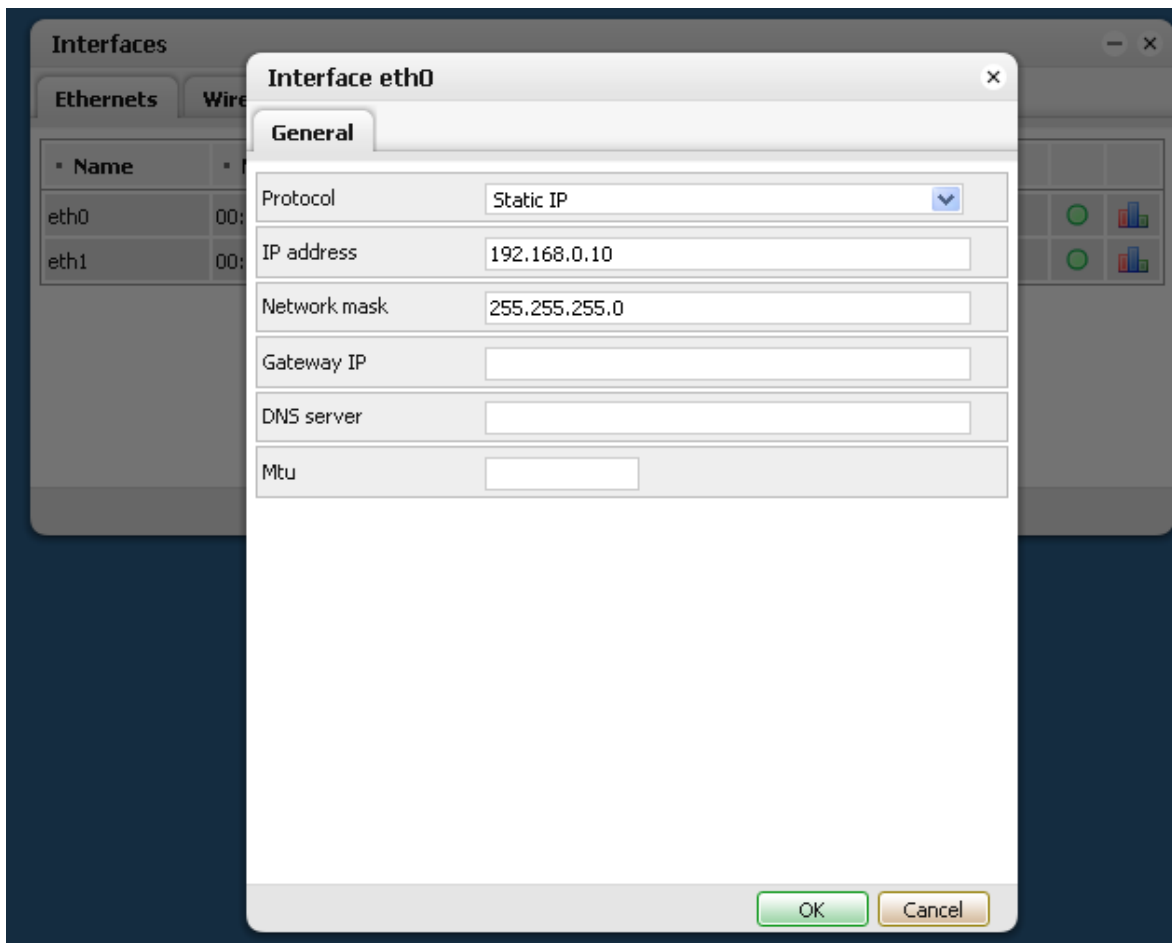 Interfaces
Interface eth0
Ethernets
General
Name
Protocol
Static IP
eth0
00:
IP address
192.168.0.10
eth1
00:
Network mask
255.255.255.0
Gateway IP
DNS server
Mtu
OK
Cancel